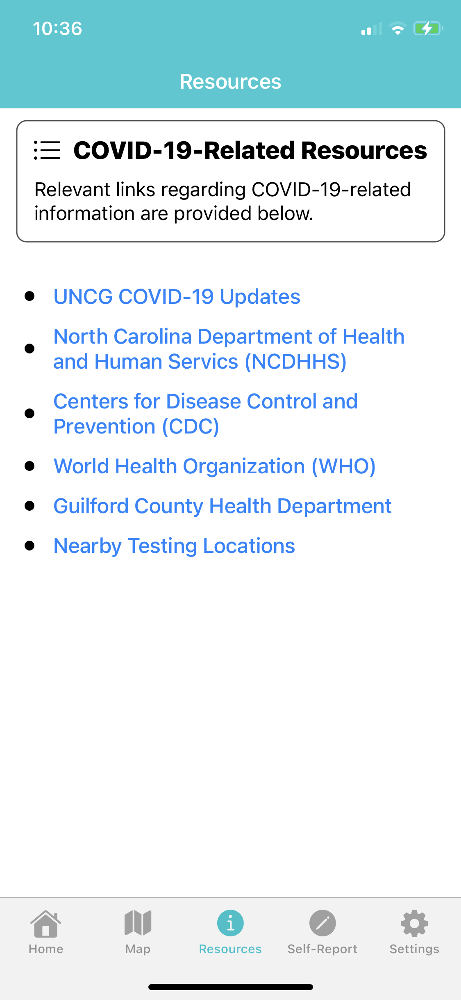 10:36
Resources
COVID-19-Related Resources
Relevant links regarding COVID-19-related
information are provided below.
UNCG COVID-19 Updates
North Carolina Department of Health
and Human Servics (NCDHHS)
Centers for Disease Control and
Prevention (CDC)
World Health Organization (WHO)
Guilford County Health Department
Nearby Testing Locations
Home
Map
Resources
Self-Report
Settings